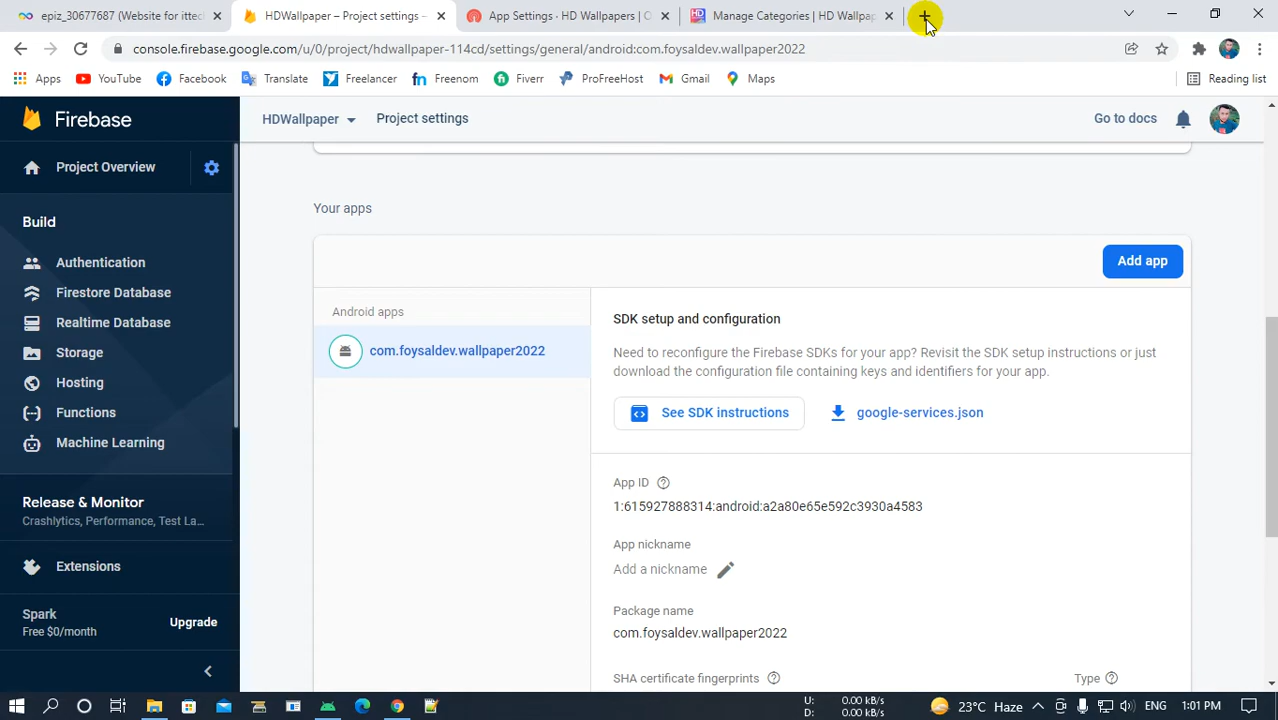 epiz_30677687 (Website for ittec
HDWallpaper – Project settings –
App Settings · HD Wallpapers | O
Manage Categories | HD Wallpap
console.firebase.google.com/u/0/project/hdwallpaper-114cd/settings/general/android:com.foysaldev.wallpaper2022
Apps
YouTube
Facebook
Translate
Freelancer
Freenom
Fiverr
ProFreeHost
Gmail
Maps
Reading list
Firebase
HDWallpaper
Project settings
Go to docs
Project Overview
Build
Authentication
Firestore Database
Realtime Database
Storage
Hosting
Functions
Machine Learning
Release & Monitor
Crashlytics, Performance, Test La...
Extensions
Spark
Free $0/month
Upgrade
Your apps
Add app
Android apps
com.foysaldev.wallpaper2022
SDK setup and configuration
Need to reconfigure the Firebase SDKs for your app? Revisit the SDK setup instructions or just
download the configuration file containing keys and identifiers for your app.
See SDK instructions
google-services.json
App ID
1:615927888314:android:a2a80e65e592c3930a4583
App nickname
Add a nickname
Package name
com.foysaldev.wallpaper2022
SHA certificate fingerprints
Type
U: 0.00 kB/s
D: 0.00 kB/s
23°C Haze
ENG
1:01 PM